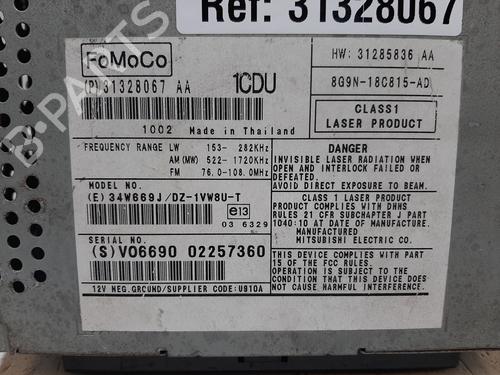 Ref: 31328067
FoMoCo
(P)31328067 AA
1CDU
HW: 31285836 AA
8G9N-18C815-AD
CLASS1
LASER PRODUCT
1002 Made in Thailand
FREQUENCY RANGE LW 153- 282KHz
AM(MW) 522-1720KHz
FM 76.0-108.0MHz
DANGER
INVISIBLE LASER RADIATION WHEN
OPEN AND INTERLOCK FAILED OR
DEFEATED.
AVOID DIRECT EXPOSURE TO BEAM.
MODEL NO.
(E)34W669J/DZ-1VW8U-T
e13
03 6329
CLASS 1 LASER PRODUCT
PRODUCT COMPLIES WITH DHHS
RULES 21 CFR SUBCHAPTER J PART
1040:10 AT DATE OF MANUFACTURE.
MANUFACTURED
MITSUBISHI ELECTRIC CO.
SERIAL NO.
(S)VO6690 02257360
THIS DEVICE COMPLIES WITH PART
15 OF THE FCC RULES.
OPERATION IS SUBJECT TO THE
CONDITION THAT THIS DEVICE DOES
NOT CAUSE HARMFUL INTERFERENCE.
12V NEG.GROUND/SUPPLIER CODE:U910A
B-PARTS